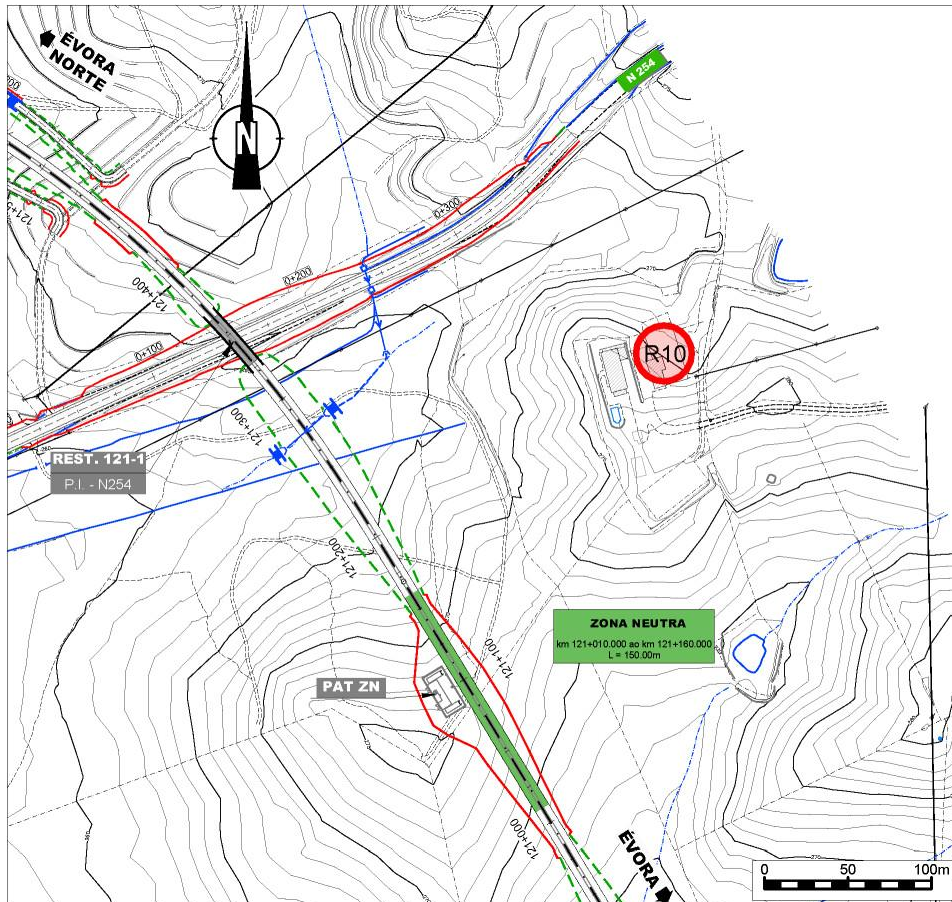 ÉVORA
NORTE
N 254
N
0+300
0+200
121+400
0+100
270
R10
121+300
REST. 121-1
P.I. - N254
121+200
ZONA NEUTRA
km 121+010.000 ao km 121+160.000
L = 150.00m
121+100
PAT ZN
121+000
ÉVORA
270
0 50 100m